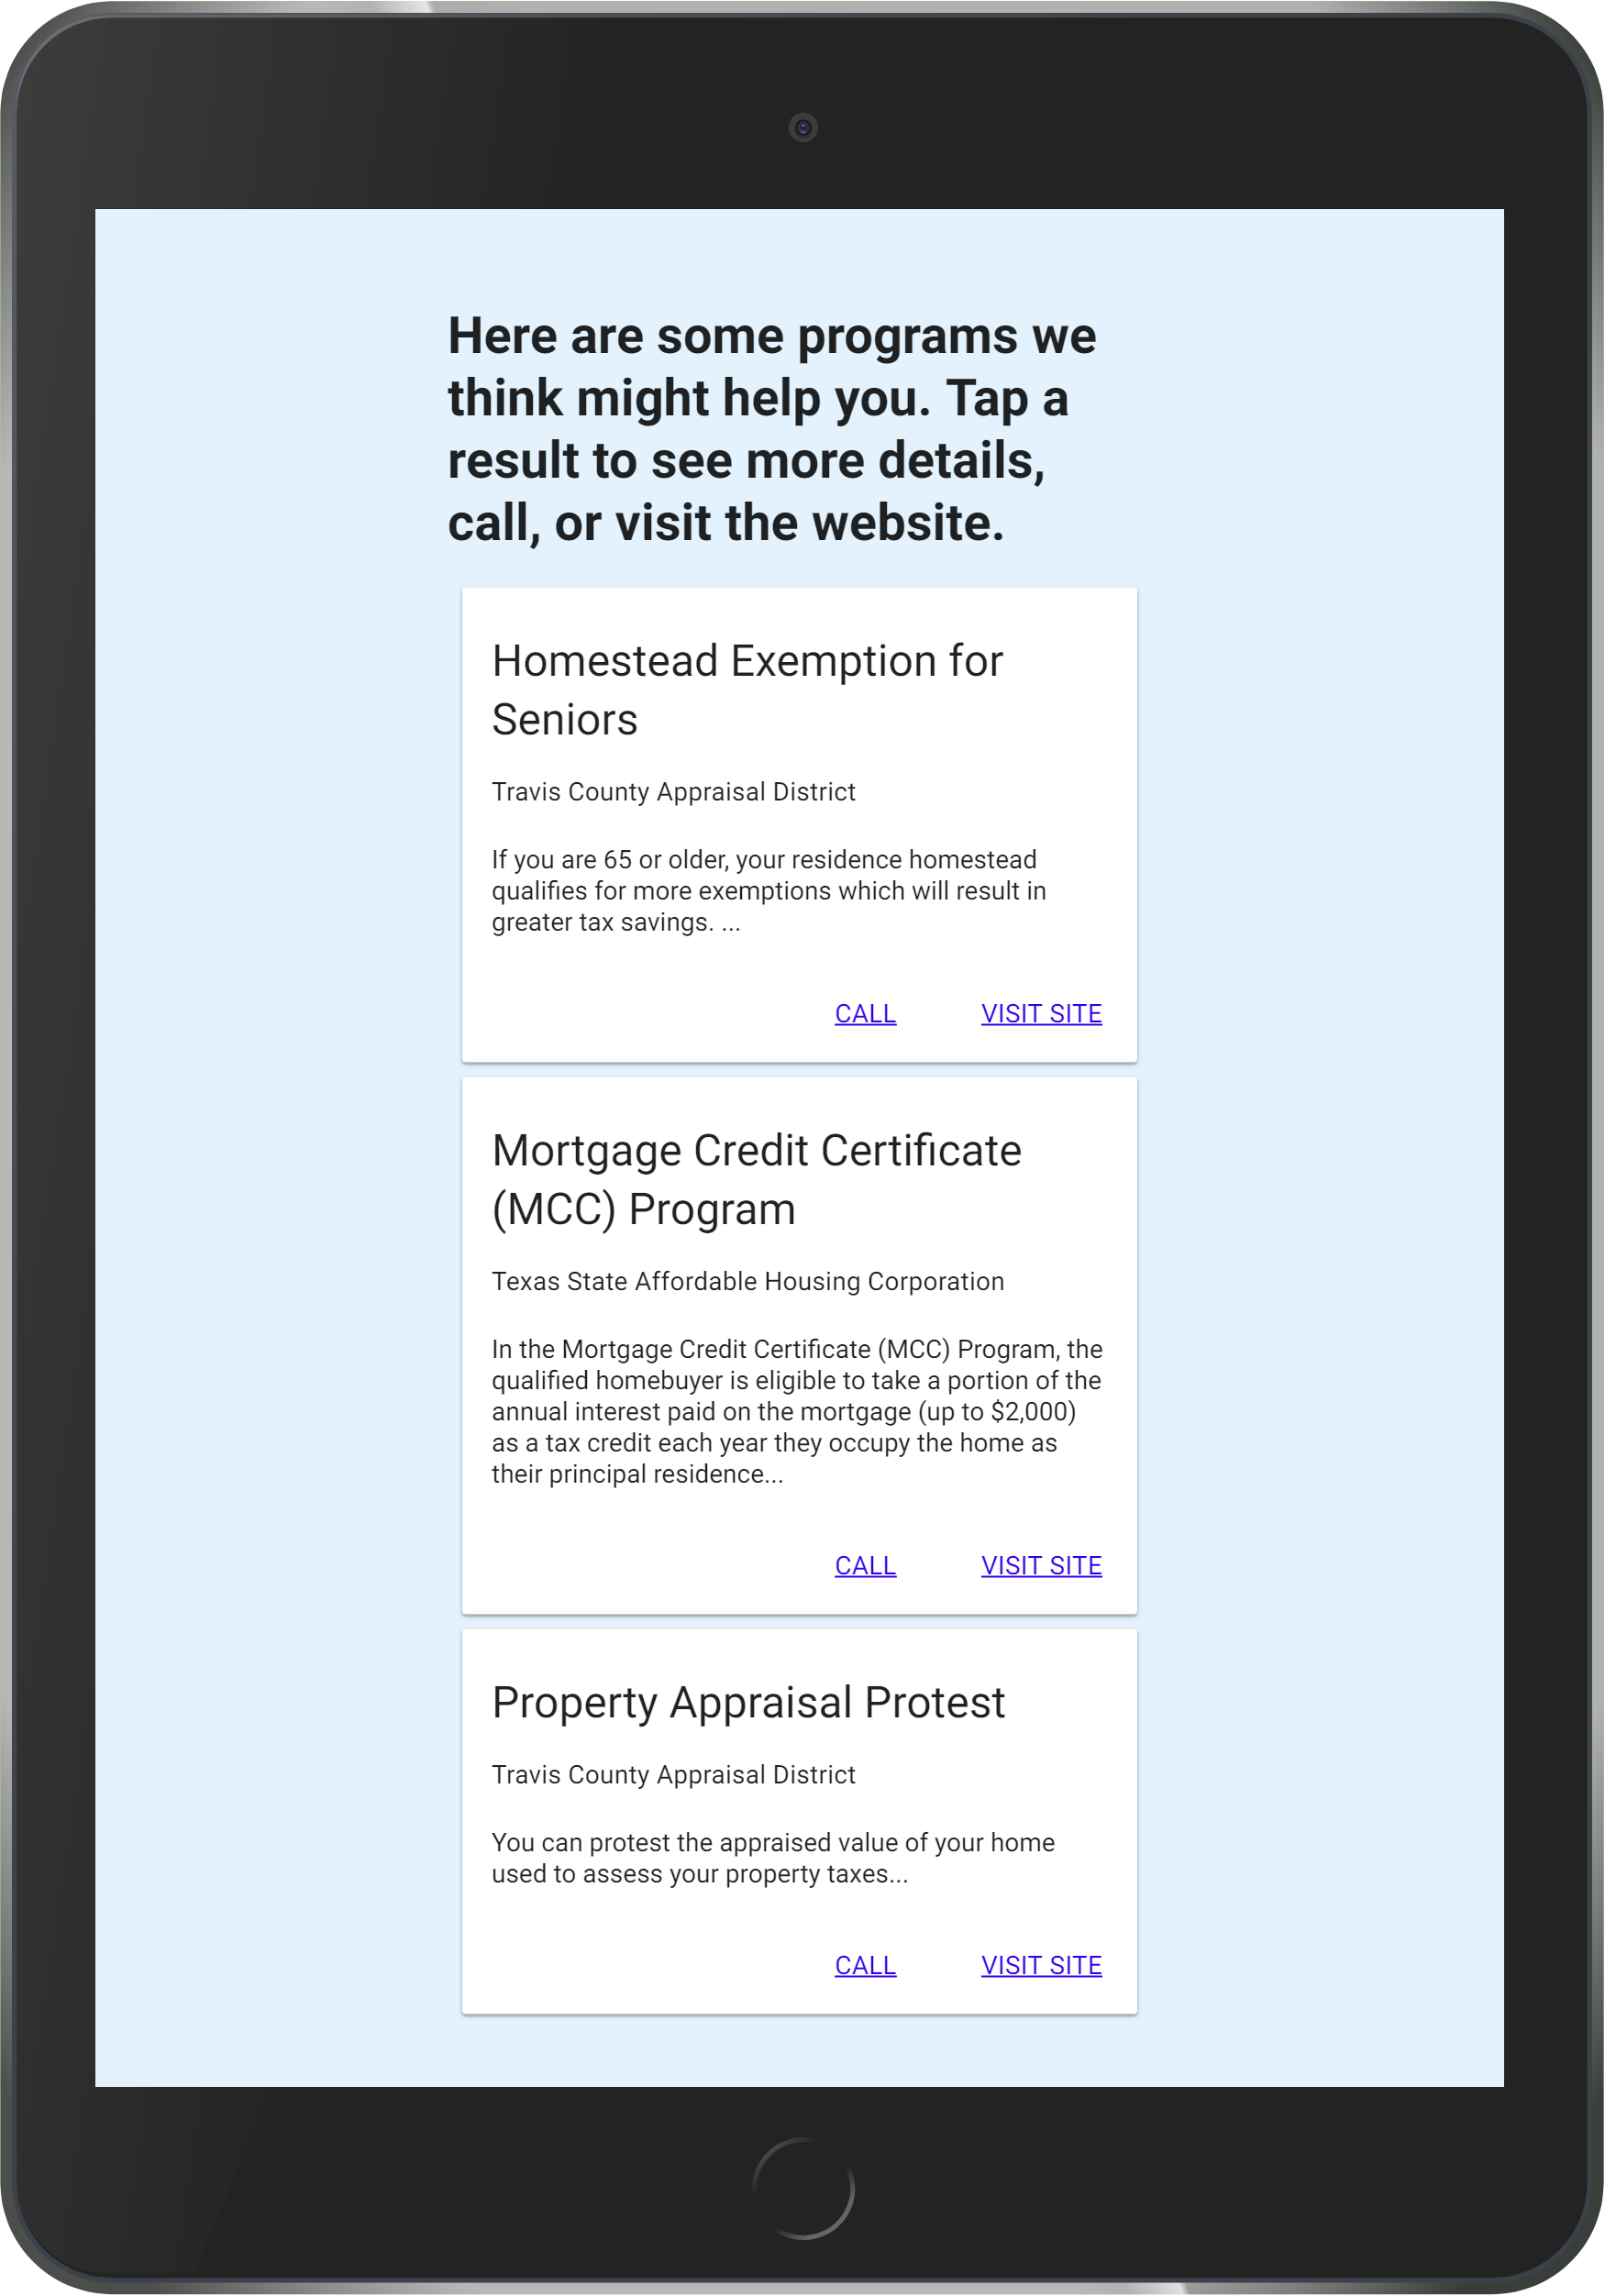 Here are some programs we
think might help you. Tap a
result to see more details,
call, or visit the website.
Homestead Exemption for
Seniors
Travis County Appraisal District
If you are 65 or older, your residence homestead
qualifies for more exemptions which will result in
greater tax savings. ...
CALL VISIT SITE
Mortgage Credit Certificate
(MCC) Program
Texas State Affordable Housing Corporation
In the Mortgage Credit Certificate (MCC) Program, the
qualified homebuyer is eligible to take a portion of the
annual interest paid on the mortgage (up to $2,000)
as a tax credit each year they occupy the home as
their principal residence...
CALL VISIT SITE
Property Appraisal Protest
Travis County Appraisal District
You can protest the appraised value of your home
used to assess your property taxes...
CALL VISIT SITE